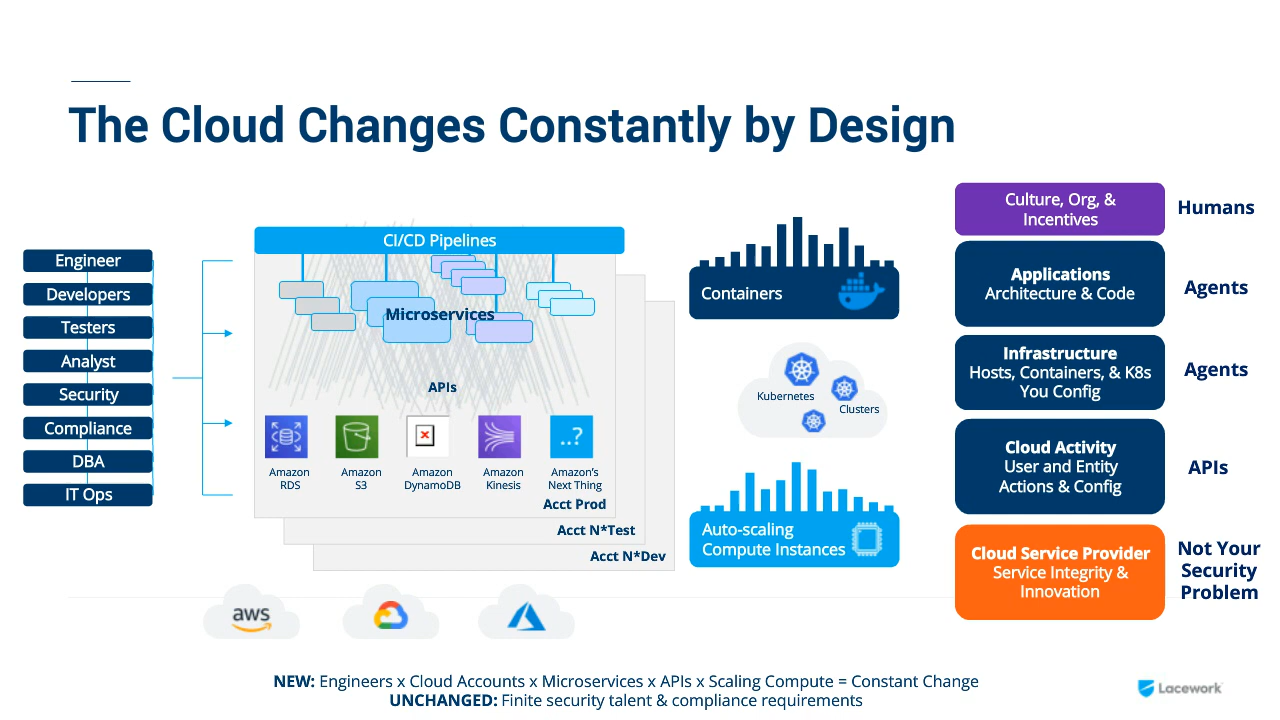 The Cloud Changes Constantly by Design
Engineer
Developers
Testers
Analyst
Security
Compliance
DBA
IT Ops
CI/CD Pipelines
Microservices
APIs
Amazon
RDS
Amazon
S3
Amazon
DynamoDB
Amazon
Kinesis
..?
Amazon's
Next Thing
Acct Prod
Acct N*Test
Acct N*Dev
aws
Containers
Kubernetes
Clusters
Auto-scaling
Compute Instances
Culture, Org, &
Incentives
Humans
Applications
Architecture & Code
Agents
Infrastructure
Hosts, Containers, & K8s
You Config
Agents
Cloud Activity
User and Entity
Actions & Config
APIs
Cloud Service Provider
Service Integrity &
Innovation
Not Your
Security
Problem
NEW: Engineers x Cloud Accounts x Microservices x APIs x Scaling Compute = Constant Change
UNCHANGED: Finite security talent & compliance requirements
Lacework